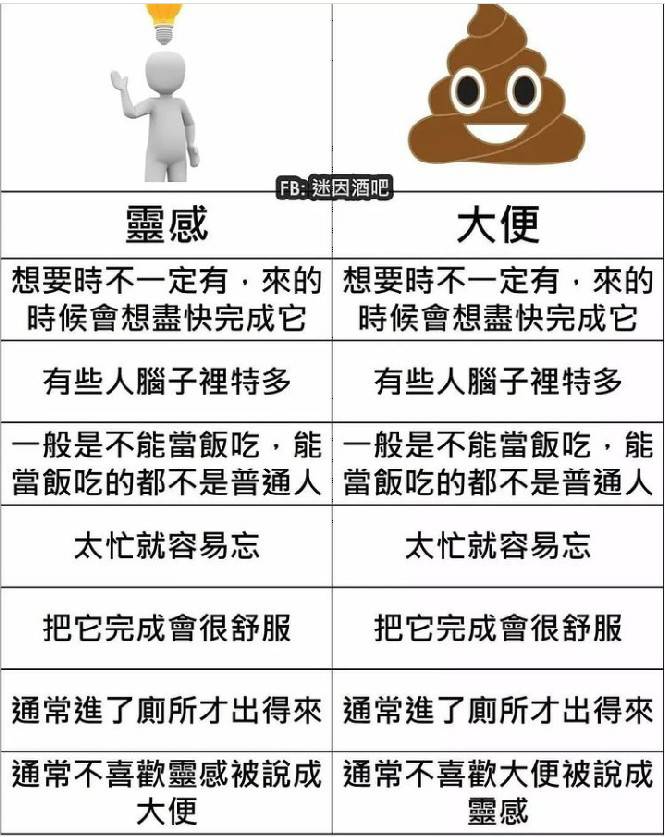 FB: 迷因酒吧
靈感
大便
想要時不一定有，來的
時候會想盡快完成它
想要時不一定有，來的
時候會想盡快完成它
有些人腦子裡特多
有些人腦子裡特多
一般是不能當飯吃，能
當飯吃的都不是普通人
一般是不能當飯吃，能
當飯吃的都不是普通人
太忙就容易忘
太忙就容易忘
把它完成會很舒服
把它完成會很舒服
通常進了廁所才出得來
通常進了廁所才出得來
通常不喜歡靈感被說成
大便
通常不喜歡大便被說成
靈感